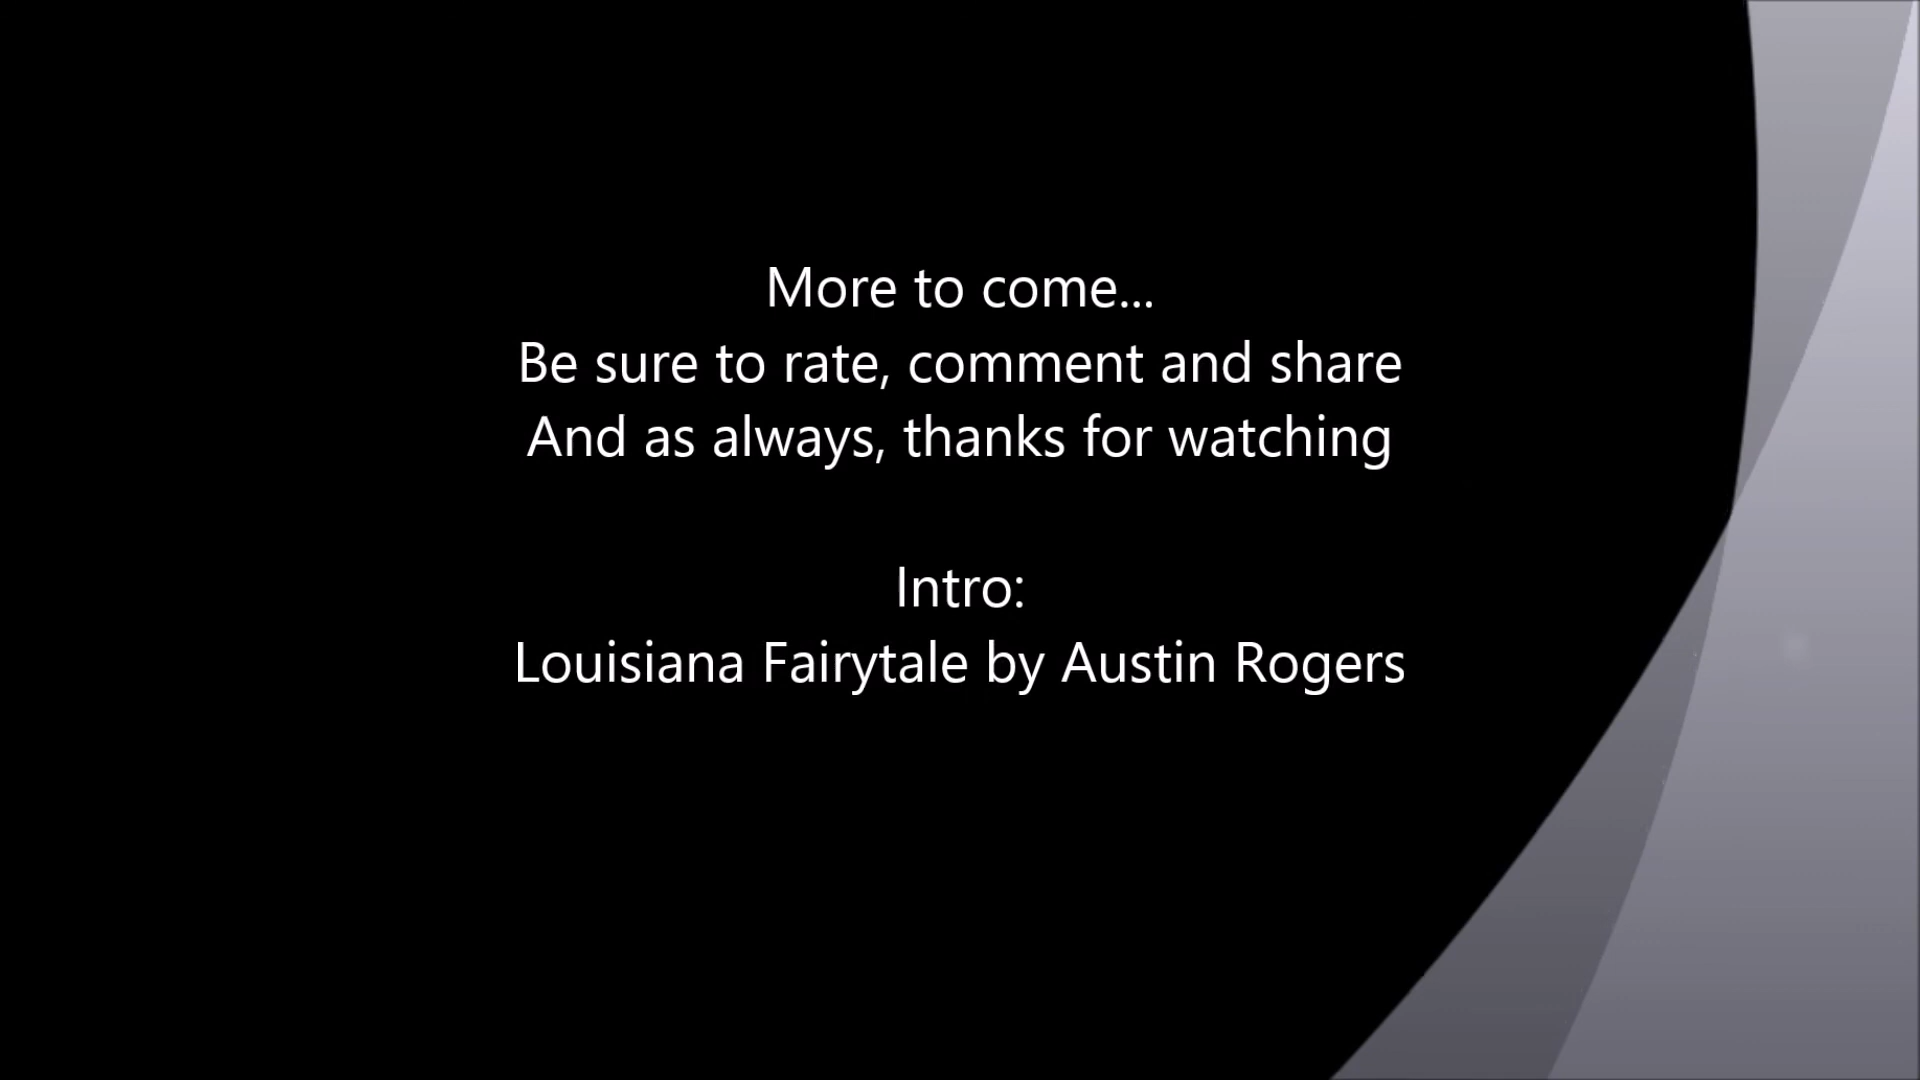 More to come...
Be sure to rate, comment and share
And as always, thanks for watching
Intro:
Louisiana Fairytale by Austin Rogers